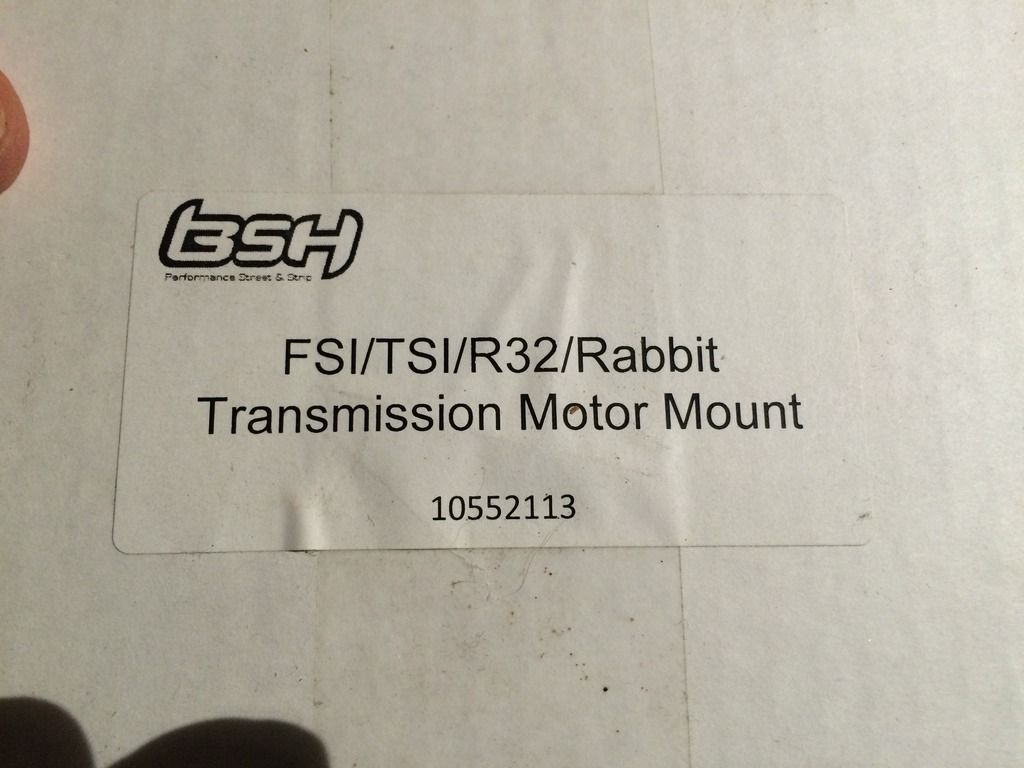 BSH
Performance Street & Strip
FSI/TSI/R32/Rabbit
Transmission Motor Mount
10552113